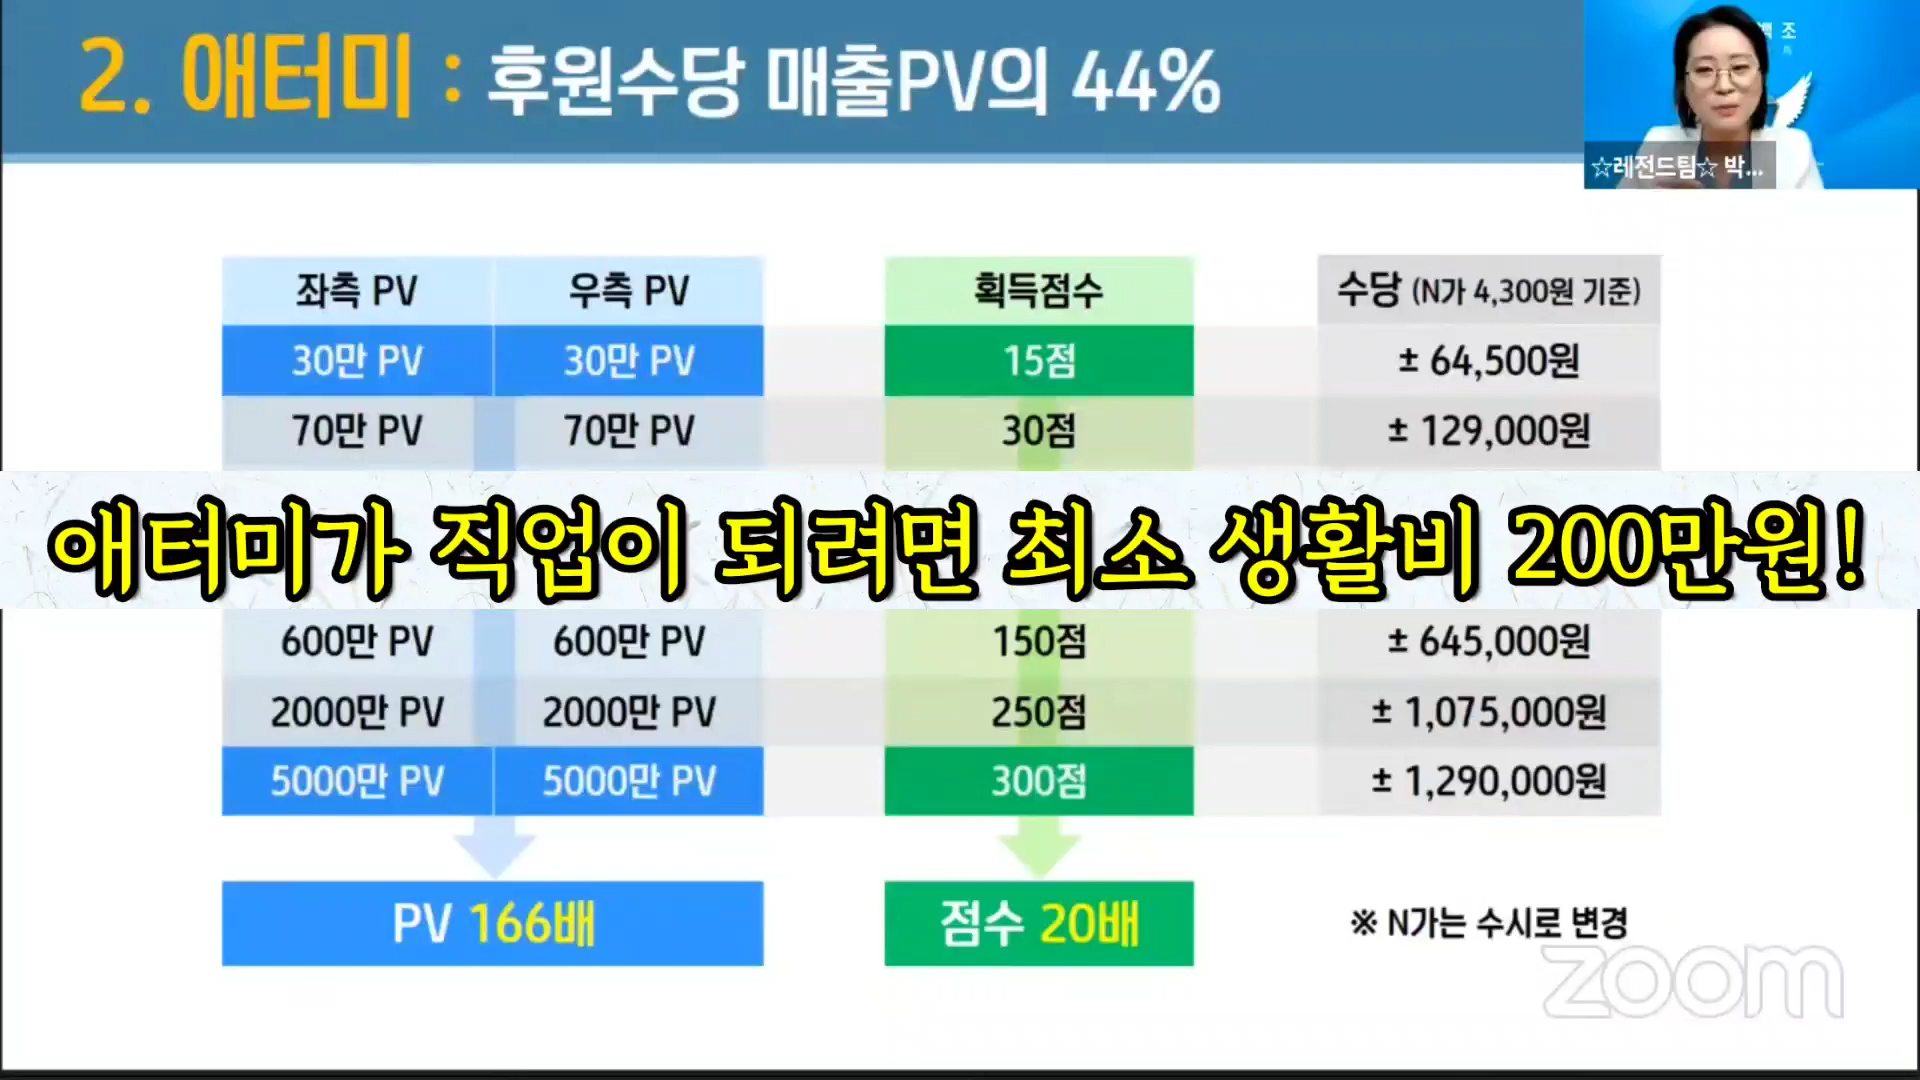 2. 애터미 : 후원수당 매출PV의 44%
백조
☆레전드팀☆ 박...
좌측 PV 우측 PV 획득점수 수당 (N가 4,300원 기준)
30만 PV 30만 PV 15점 ± 64,500원
70만 PV 70만 PV 30점 ± 129,000원
애터미가 직업이 되려면 최소 생활비 200만원!
600만 PV 600만 PV 150점 ± 645,000원
2000만 PV 2000만 PV 250점 ± 1,075,000원
5000만 PV 5000만 PV 300점 ± 1,290,000원
PV 166배 점수 20배 ※ N가는 수시로 변경
zoom